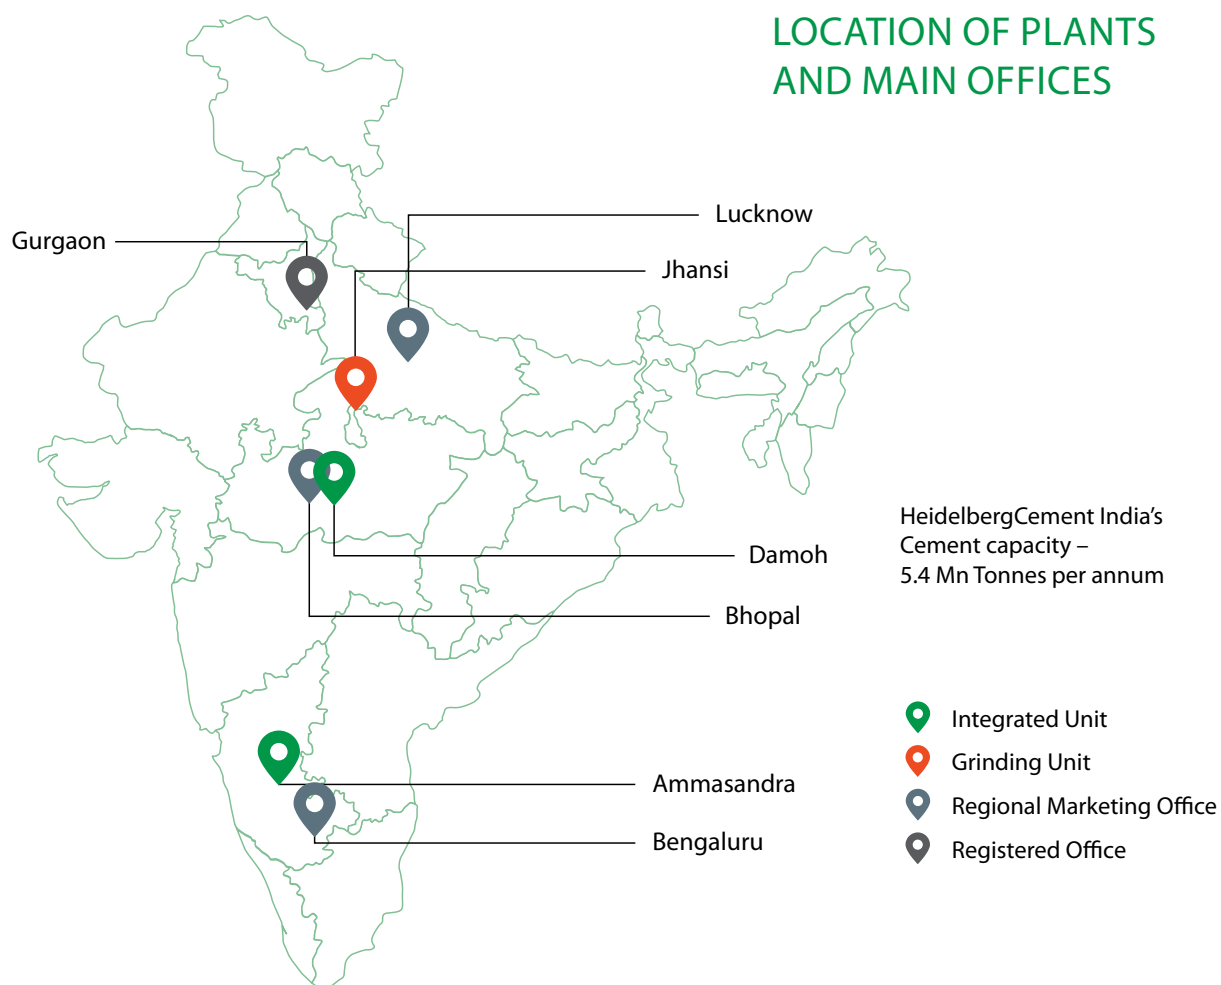 LOCATION OF PLANTS
AND MAIN OFFICES
Lucknow
Gurgaon
Jhansi
HeidelbergCement India’s
Cement capacity –
5.4 Mn Tonnes per annum
Damoh
Bhopal
Integrated Unit
Grinding Unit
Ammasandra
Regional Marketing Office
Bengaluru
Registered Office